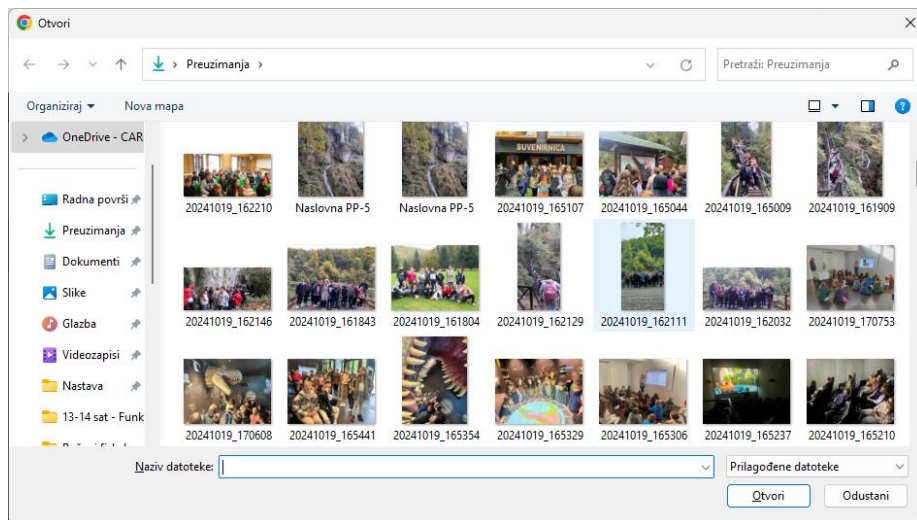 Otvori
Preuzimanja
Pretraži: Preuzimanja
Organiziraj
Nova mapa
OneDrive - CAR
Radna površi
Preuzimanja
Dokumenti
Slike
Glazba
Videozapisi
Nastava
13-14 sat - Funk
SUVENIRNICA
20241019_162210
Naslovna PP-5
Naslovna PP-5
20241019_165107
20241019_165044
20241019_165009
20241019_161909
20241019_162146
20241019_161843
20241019_161804
20241019_162129
20241019_162111
20241019_162032
20241019_170753
20241019_170608
20241019_165441
20241019_165354
20241019_165329
20241019_165306
20241019_165237
20241019_165210
Naziv datoteke:
Prilagođene datoteke
Otvori
Odustani